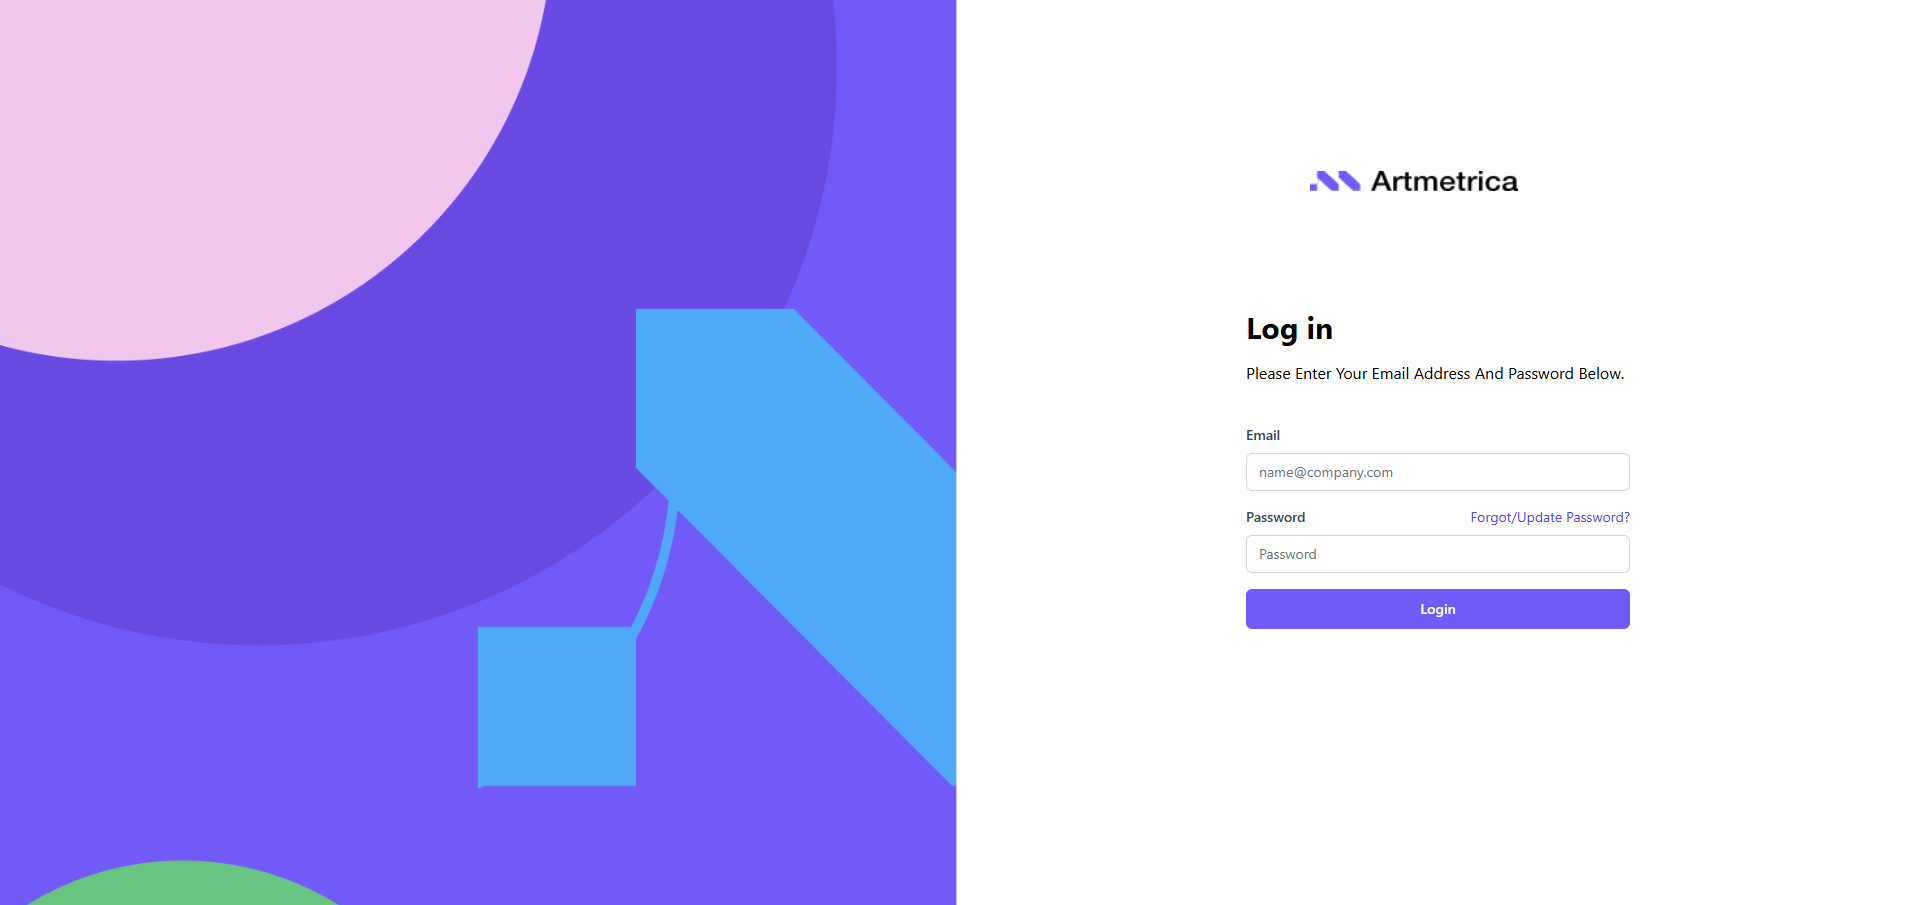 Artmetrica
Log in
Please Enter Your Email Address And Password Below.
Email
name@company.com
Password
Forgot/Update Password?
Password
Login